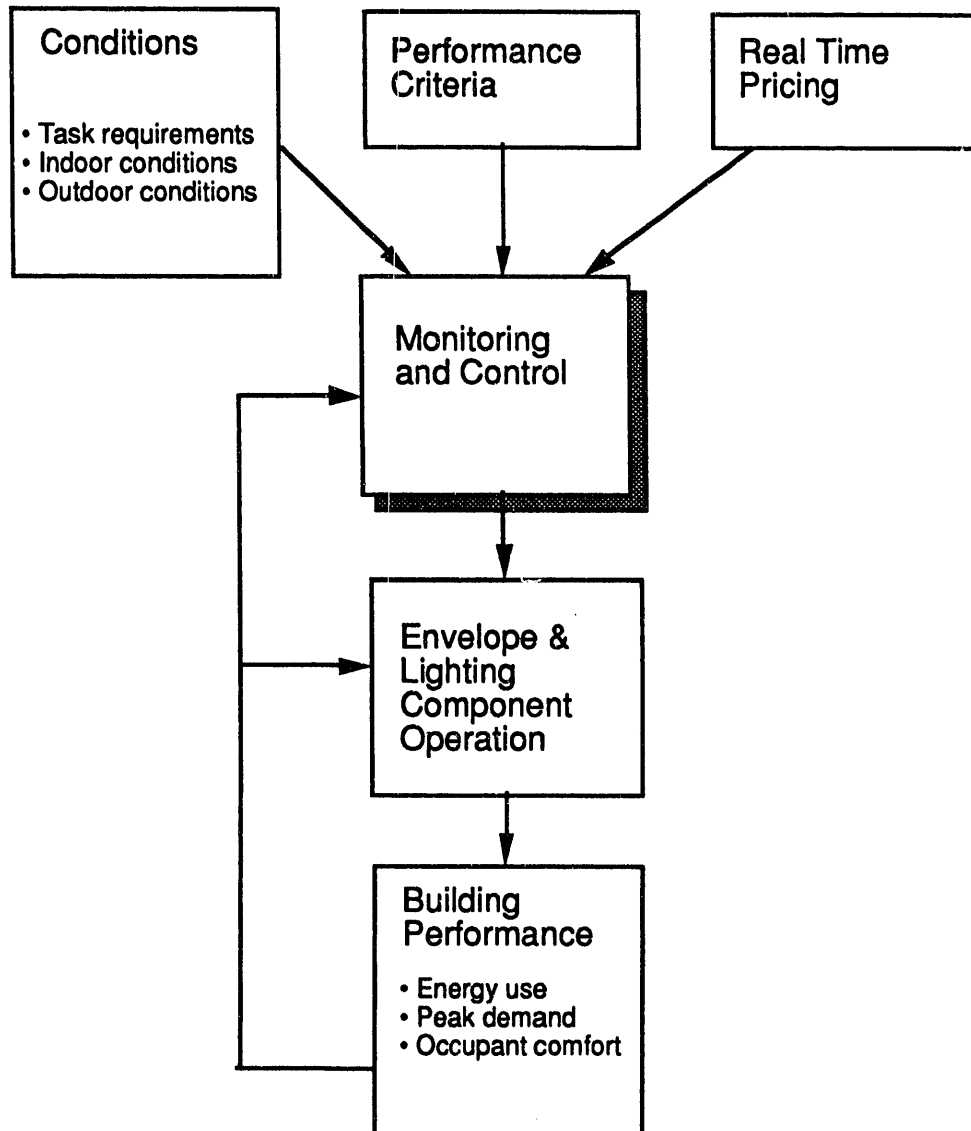 Conditions
• Task requirements
• Indoor conditions
• Outdoor conditions
Performance
Criteria
Real Time
Pricing
Monitoring
and Control
Envelope &
Lighting
Component
Operation
Building
Performance
• Energy use
• Peak demand
• Occupant comfort